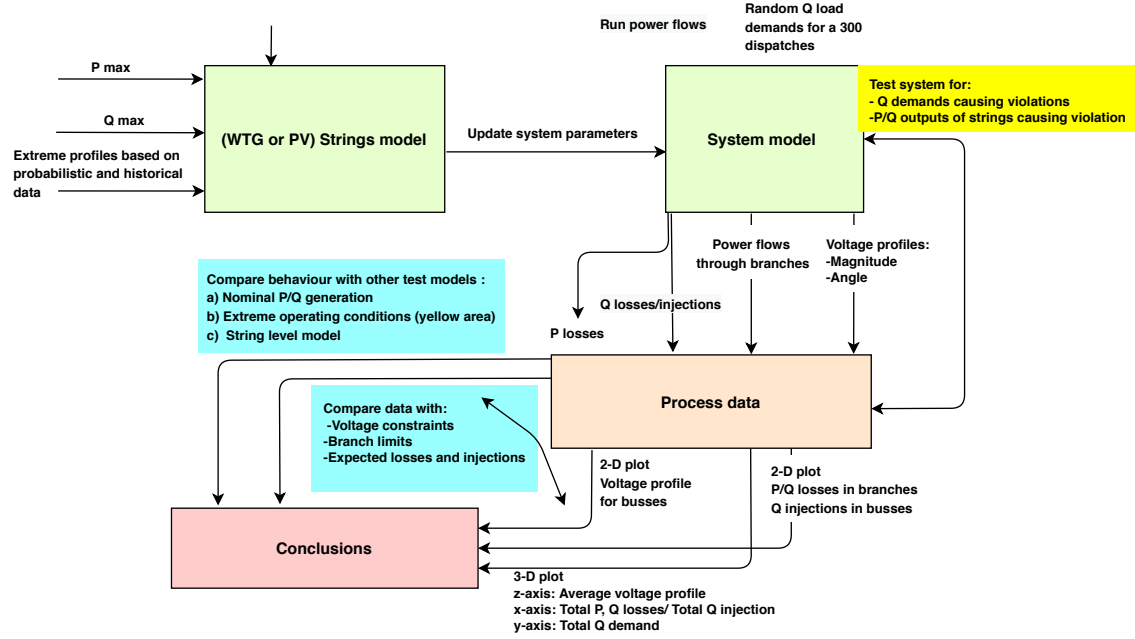 Run power flows
Random Q load
demands for a 300
dispatches
P max
Q max
Extreme profiles based on
probabilistic and historical
data
(WTG or PV) Strings model
Update system parameters
System model
Test system for:
- Q demands causing violations
-P/Q outputs of strings causing violation
Power flows
through branches
Voltage profiles:
-Magnitude
-Angle
Q losses/injections
P losses
Compare behaviour with other test models :
a) Nominal P/Q generation
b) Extreme operating conditions (yellow area)
c) String level model
Process data
Compare data with:
-Voltage constraints
-Branch limits
-Expected losses and injections
2-D plot
Voltage profile
for busses
2-D plot
P/Q losses in branches
Q injections in busses
Conclusions
3-D plot
z-axis: Average voltage profile
x-axis: Total P, Q losses/ Total Q injection
y-axis: Total Q demand